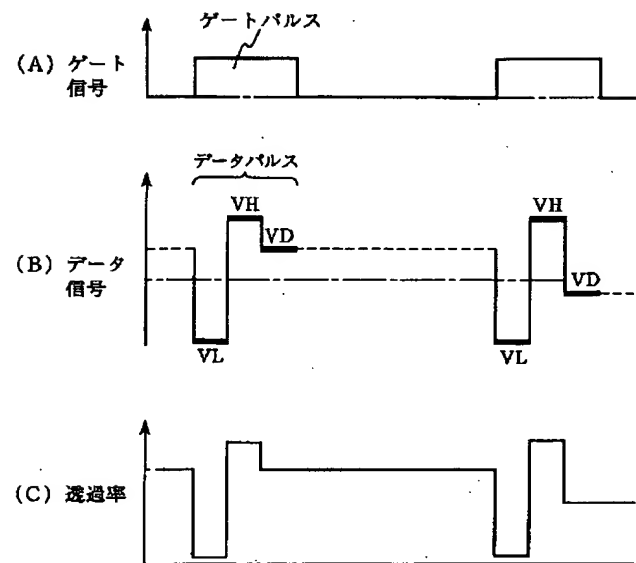 ゲートパルス
(A) ゲート
信号
データパルス
VH
VD
VL
VH
VD
VL
(B) データ
信号
(C) 透過率